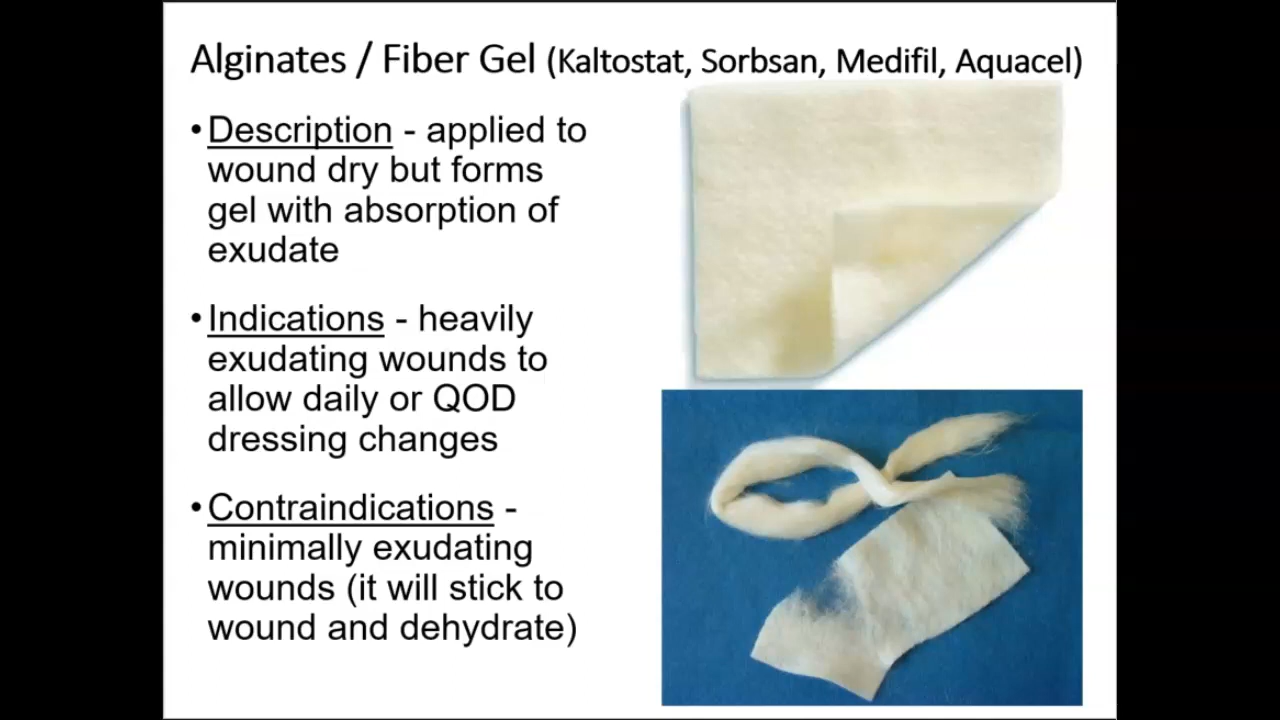 Alginates / Fiber Gel (Kaltostat, Sorbsan, Medifil, Aquacel)
•Description - applied to
wound dry but forms
gel with absorption of
exudate
•Indications - heavily
exudating wounds to
allow daily or QOD
dressing changes
•Contraindications -
minimally exudating
wounds (it will stick to
wound and dehydrate)